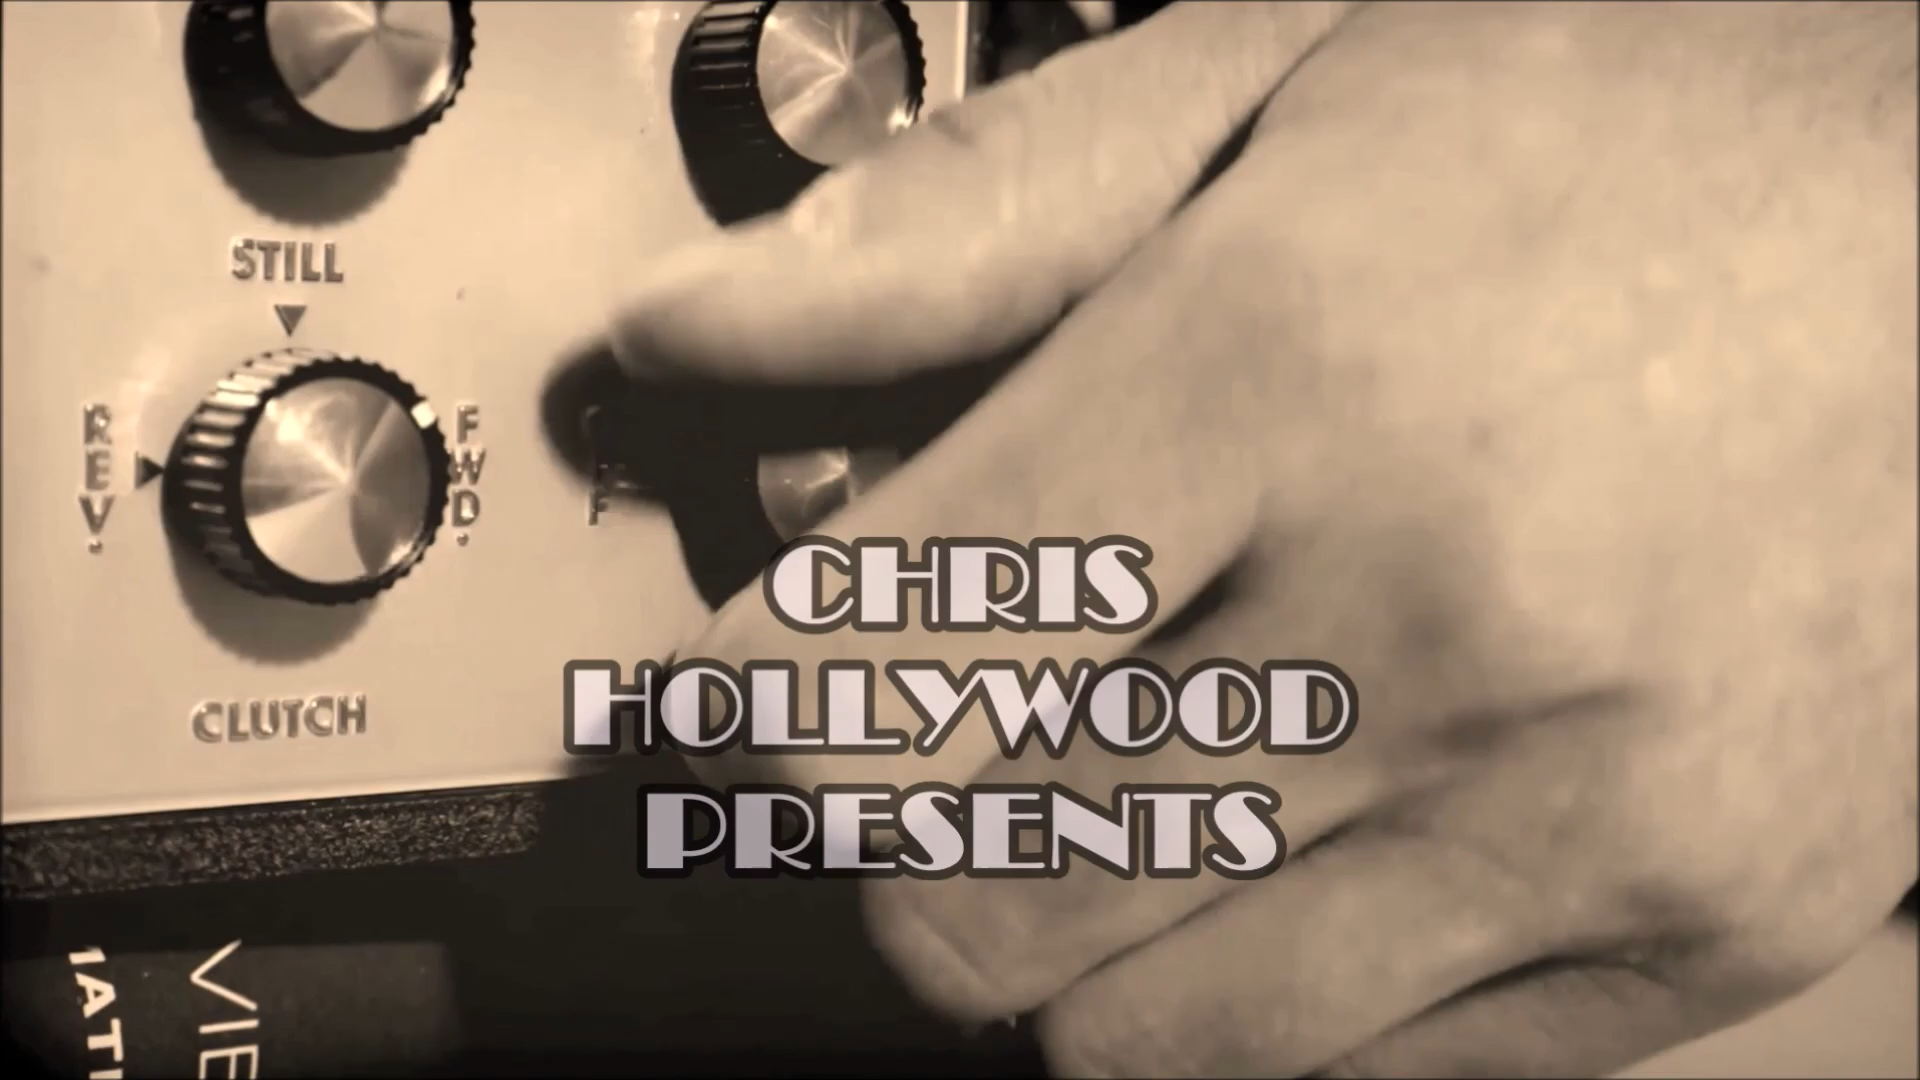 STILL
REV.
FWD.
F
CLUTCH
CHRIS
HOLLYWOOD
PRESENTS